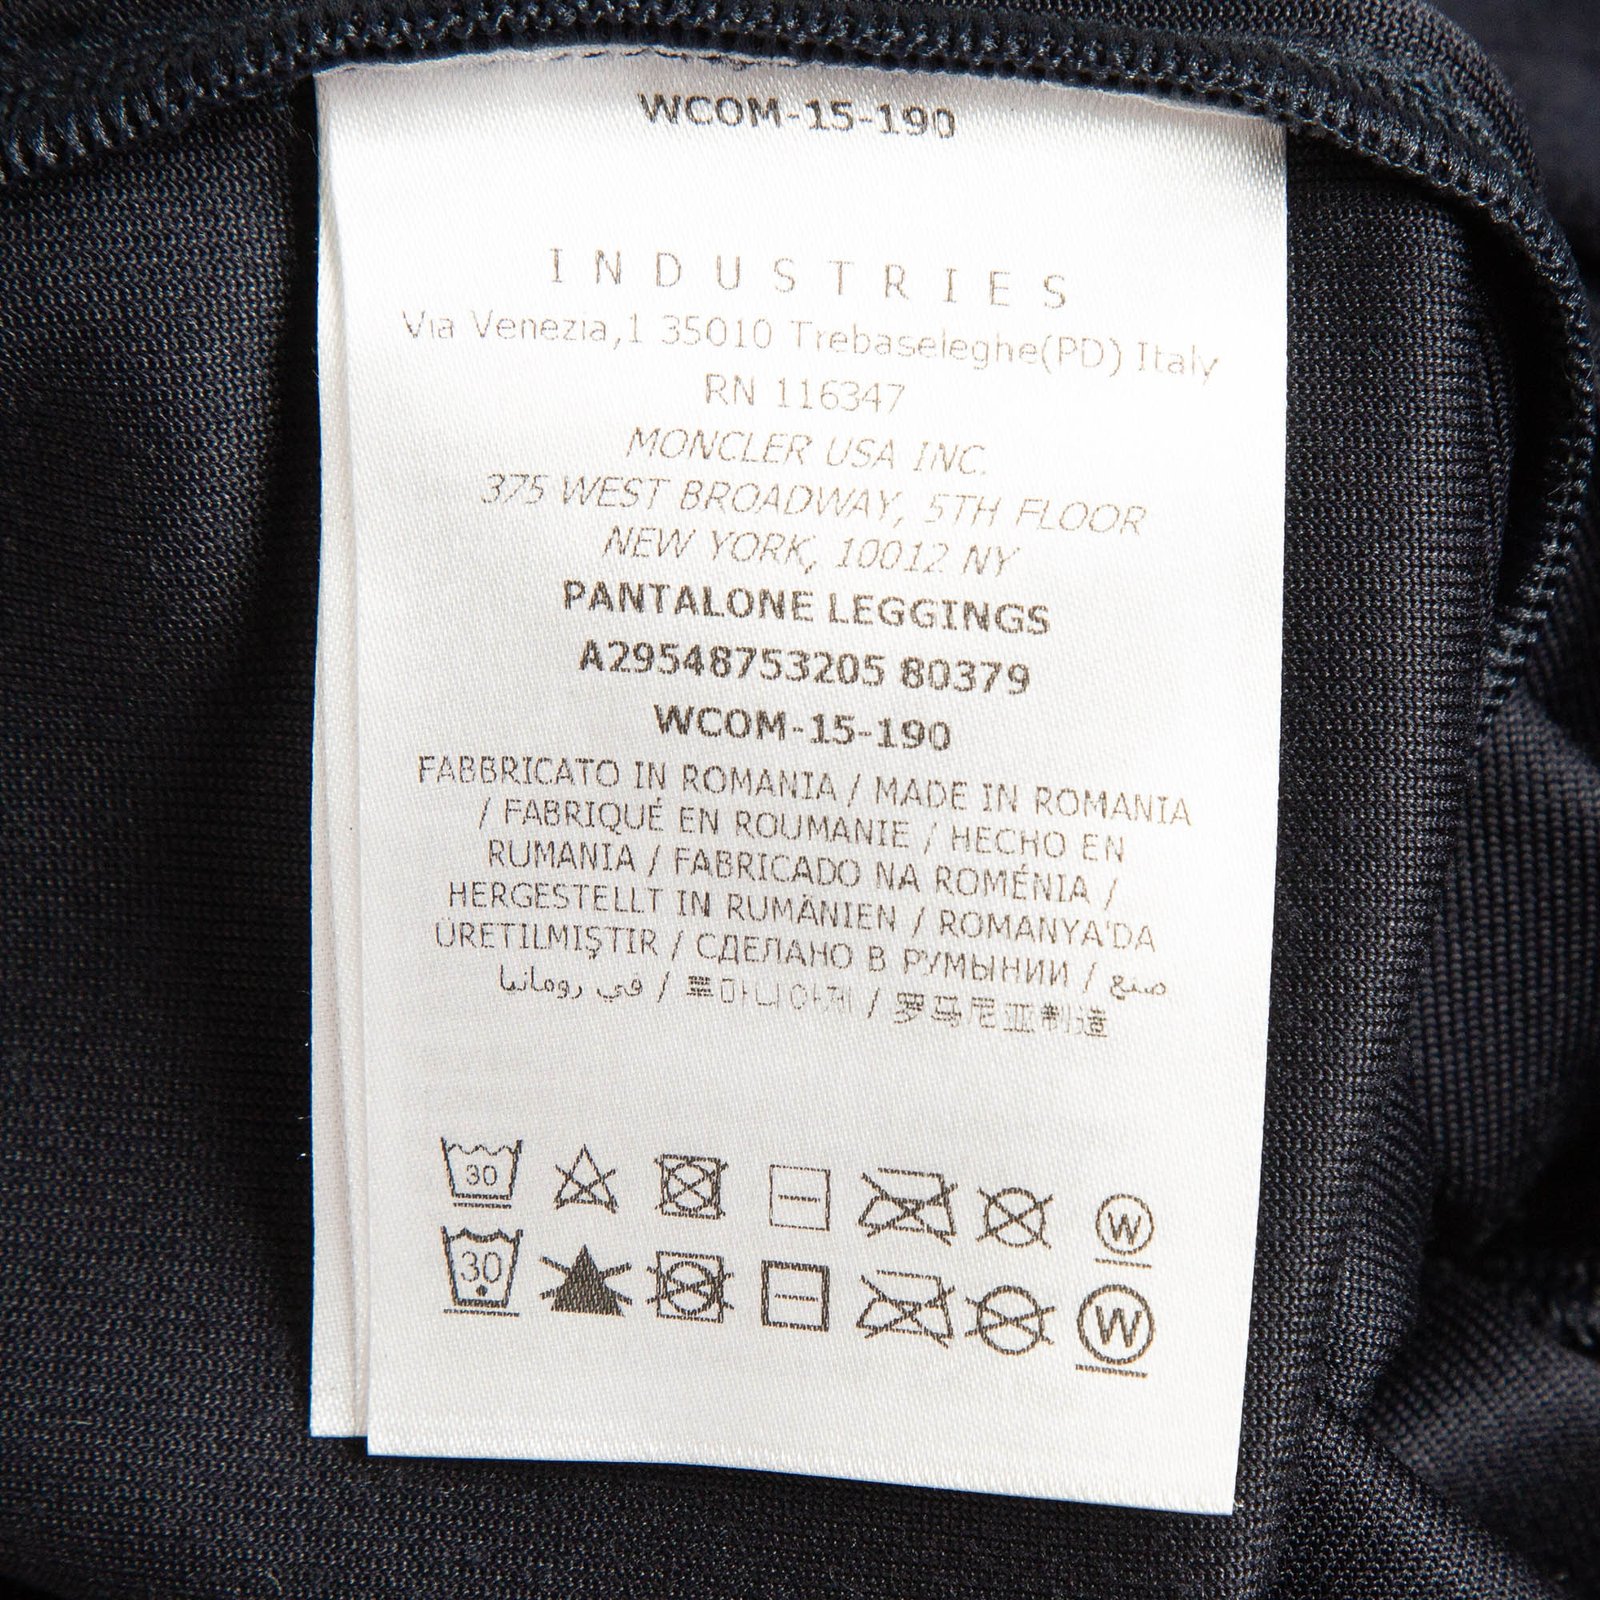 WCOM-15-190
INDUSTRIES
Via Venezia,1 35010 Trebaseleghe(PD) Italy
RN 116347
MONCLER USA INC.
375 WEST BROADWAY, 5TH FLOOR
NEW YORK, 10012 NY
PANTALONE LEGGINGS
A29548753205 80379
WCOM-15-190
FABBRICATO IN ROMANIA / MADE IN ROMANIA
/ FABRIQUÉ EN ROUMANIE / HECHO EN
RUMANIA / FABRICADO NA ROMÉNIA /
HERGESTELLT IN RUMÄNIEN / ROMANYA'DA
ÜRETILMIŞTIR / СДЕЛАНО В РУМЫНИИ / صنع
في رومانيا / 루마니아제 / 罗马尼亚制造
30 W
30 W